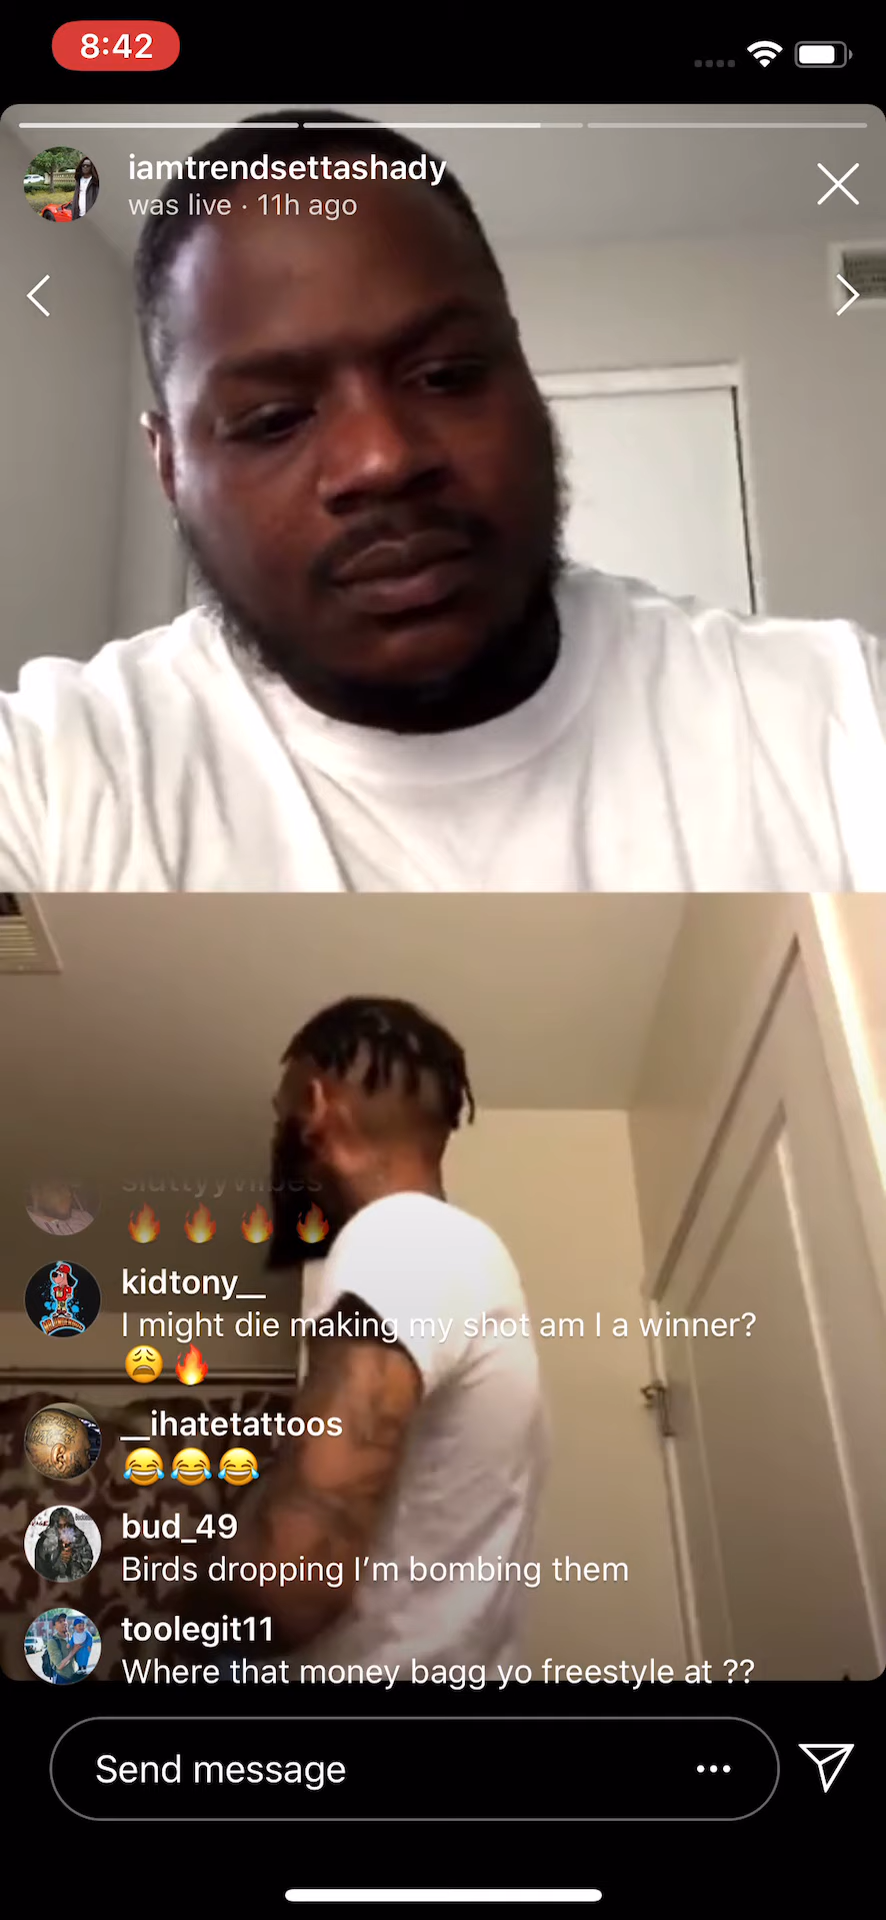 8:42
iamtrendsettashady
was live · 11h ago
🔥 🔥 🔥 🔥
kidtony__
I might die making my shot am I a winner?
😩🔥
__ihatetattoos
😂😂😂
bud_49
Birds dropping I’m bombing them
toolegit11
Where that money bagg yo freestyle at ??
Send message